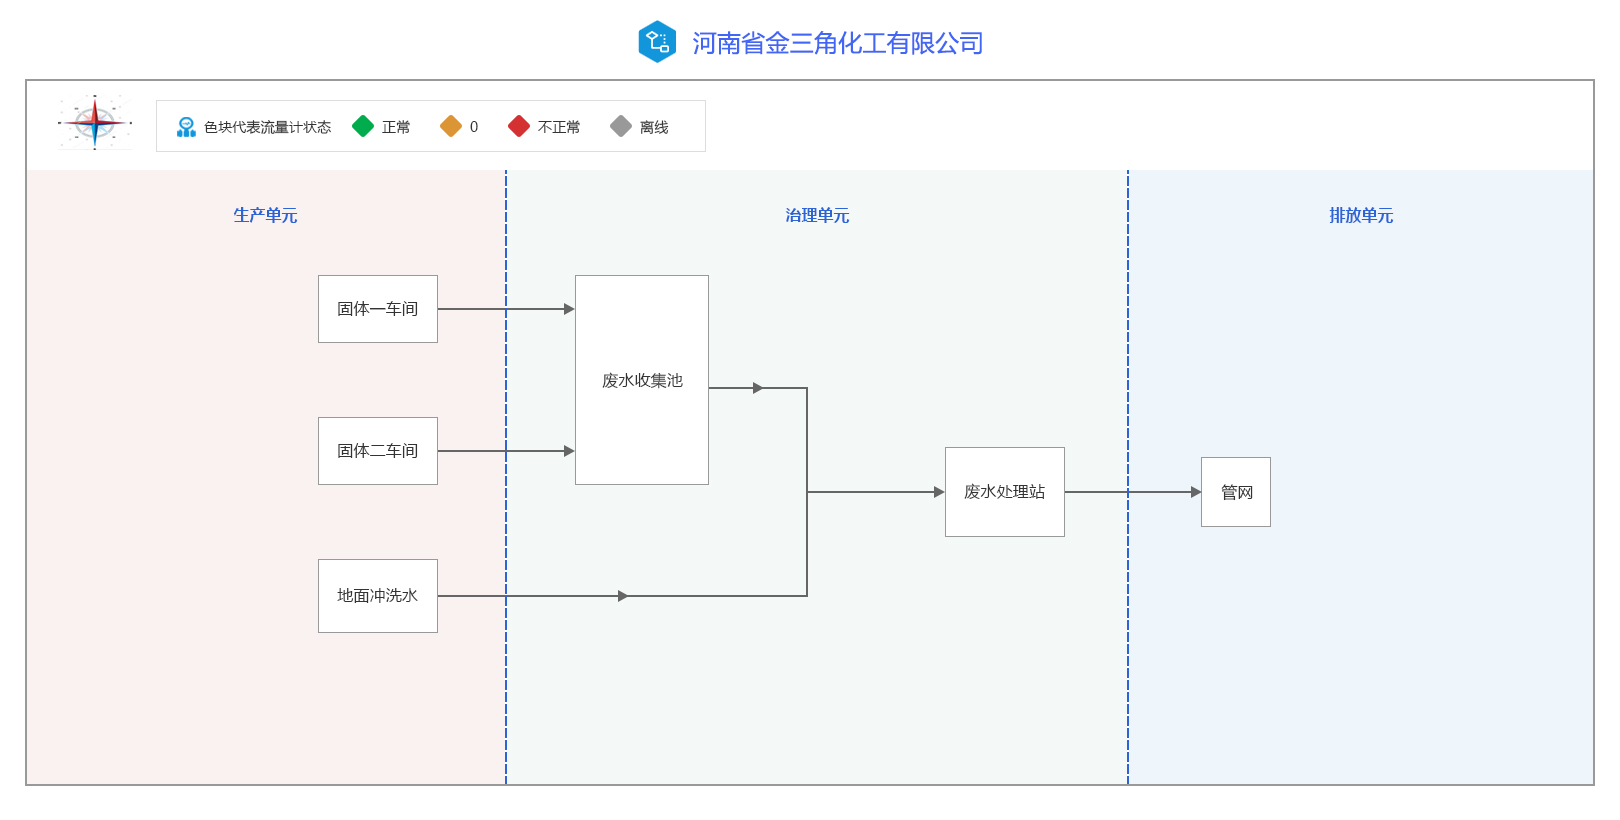 河南省金三角化工有限公司
色块代表流量计状态 正常 0 不正常 离线
生产单元 治理单元 排放单元
固体一车间
废水收集池
固体二车间
废水处理站
管网
地面冲洗水